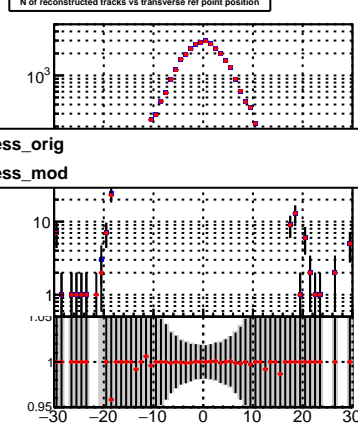 N of reconstructed tracks vs transverse ref point position
10³
ess_orig
ess_mod
10
1
1.05
1
0.95
−30 −20 −10 0 10 20 30